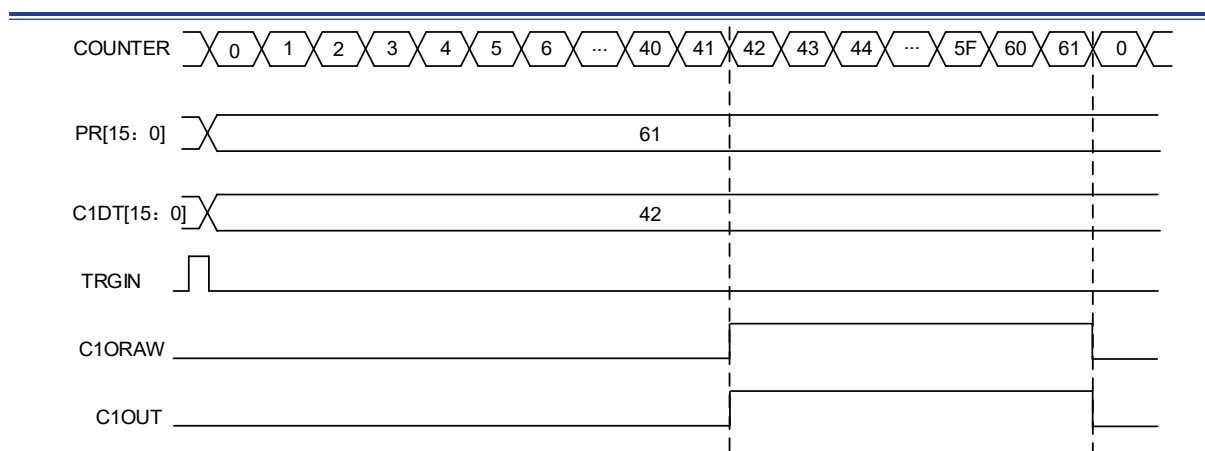 COUNTER 0 1 2 3 4 5 6 ... 40 41 42 43 44 ... 5F 60 61 0
PR[15：0] 61
C1DT[15：0] 42
TRGIN
C1ORAW
C1OUT